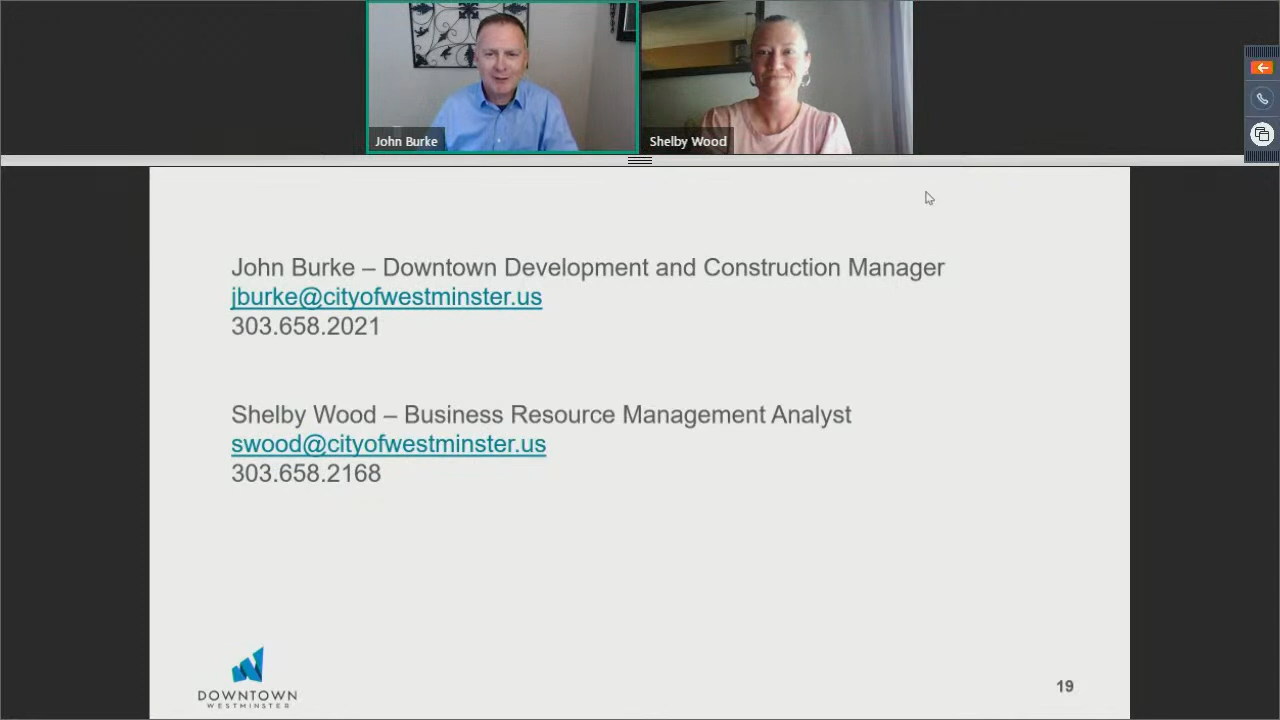 John Burke
Shelby Wood
John Burke – Downtown Development and Construction Manager
jburke@cityofwestminster.us
303.658.2021
Shelby Wood – Business Resource Management Analyst
swood@cityofwestminster.us
303.658.2168
DOWNTOWN
WESTMINSTER
19